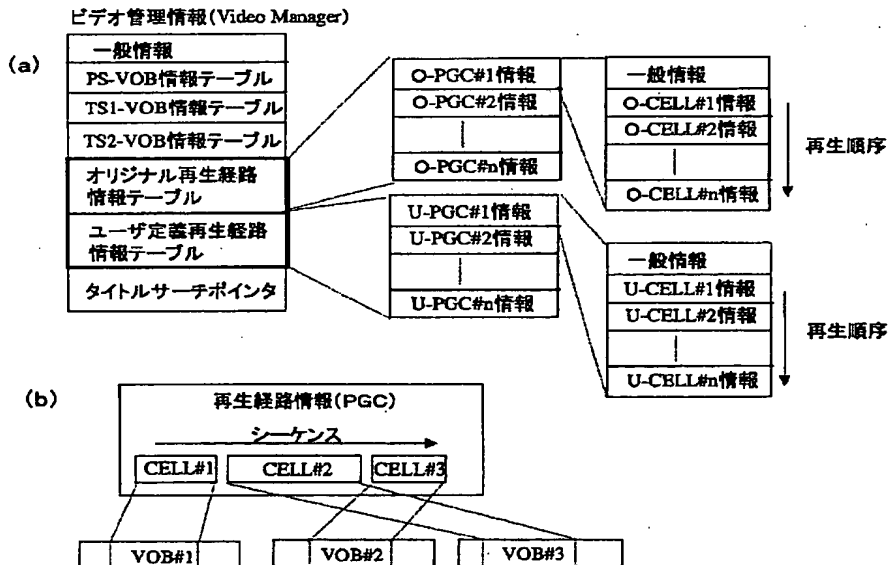 ビデオ管理情報(Video Manager)
(a)
一般情報
PS-VOB情報テーブル
TS1-VOB情報テーブル
TS2-VOB情報テーブル
オリジナル再生経路
情報テーブル
ユーザ定義再生経路
情報テーブル
タイトルサーチポインタ
O-PGC#1情報
O-PGC#2情報
O-PGC#n情報
U-PGC#1情報
U-PGC#2情報
U-PGC#n情報
一般情報
O-CELL#1情報
O-CELL#2情報
O-CELL#n情報
再生順序
一般情報
U-CELL#1情報
U-CELL#2情報
U-CELL#n情報
再生順序
(b)
再生経路情報(PGC)
シーケンス
CELL#1
CELL#2
CELL#3
VOB#1
VOB#2
VOB#3